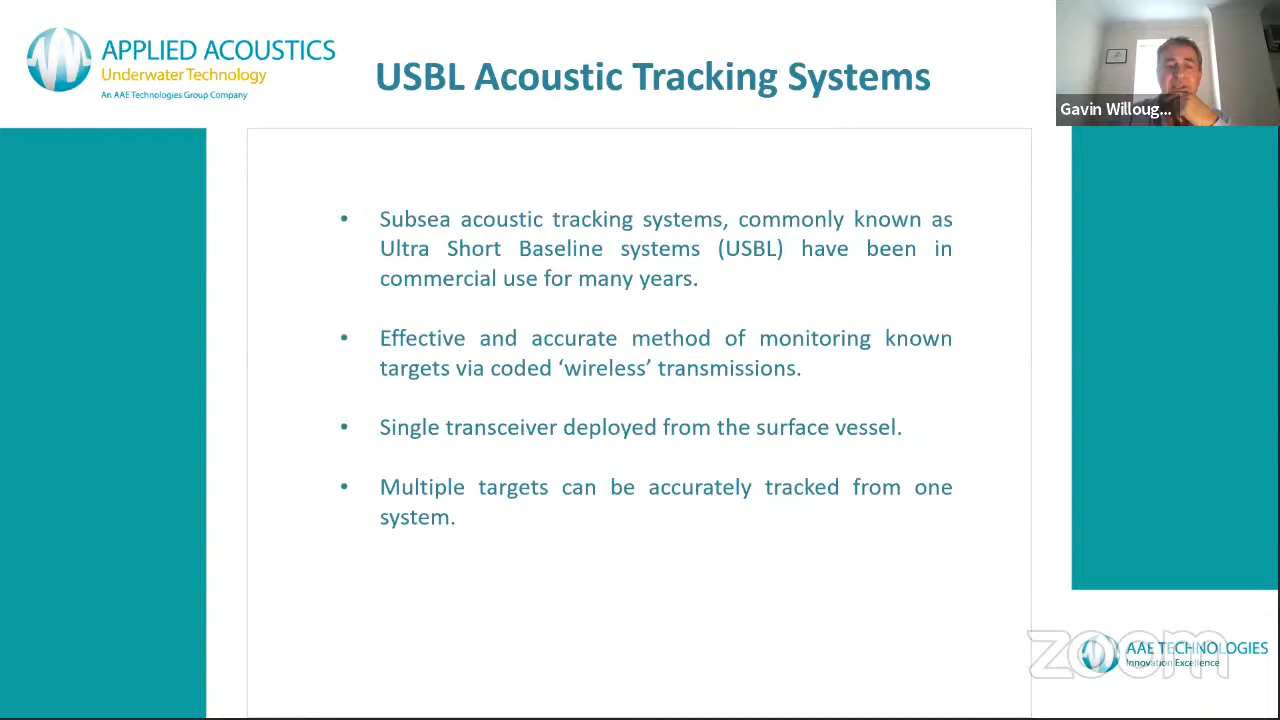 APPLIED ACOUSTICS
Underwater Technology
An AAE Technologies Group Company
USBL Acoustic Tracking Systems
Gavin Willoug...
• Subsea acoustic tracking systems, commonly known as
Ultra Short Baseline systems (USBL) have been in
commercial use for many years.
• Effective and accurate method of monitoring known
targets via coded ‘wireless’ transmissions.
• Single transceiver deployed from the surface vessel.
• Multiple targets can be accurately tracked from one
system.
zoom
AAE TECHNOLOGIES
Innovation Excellence